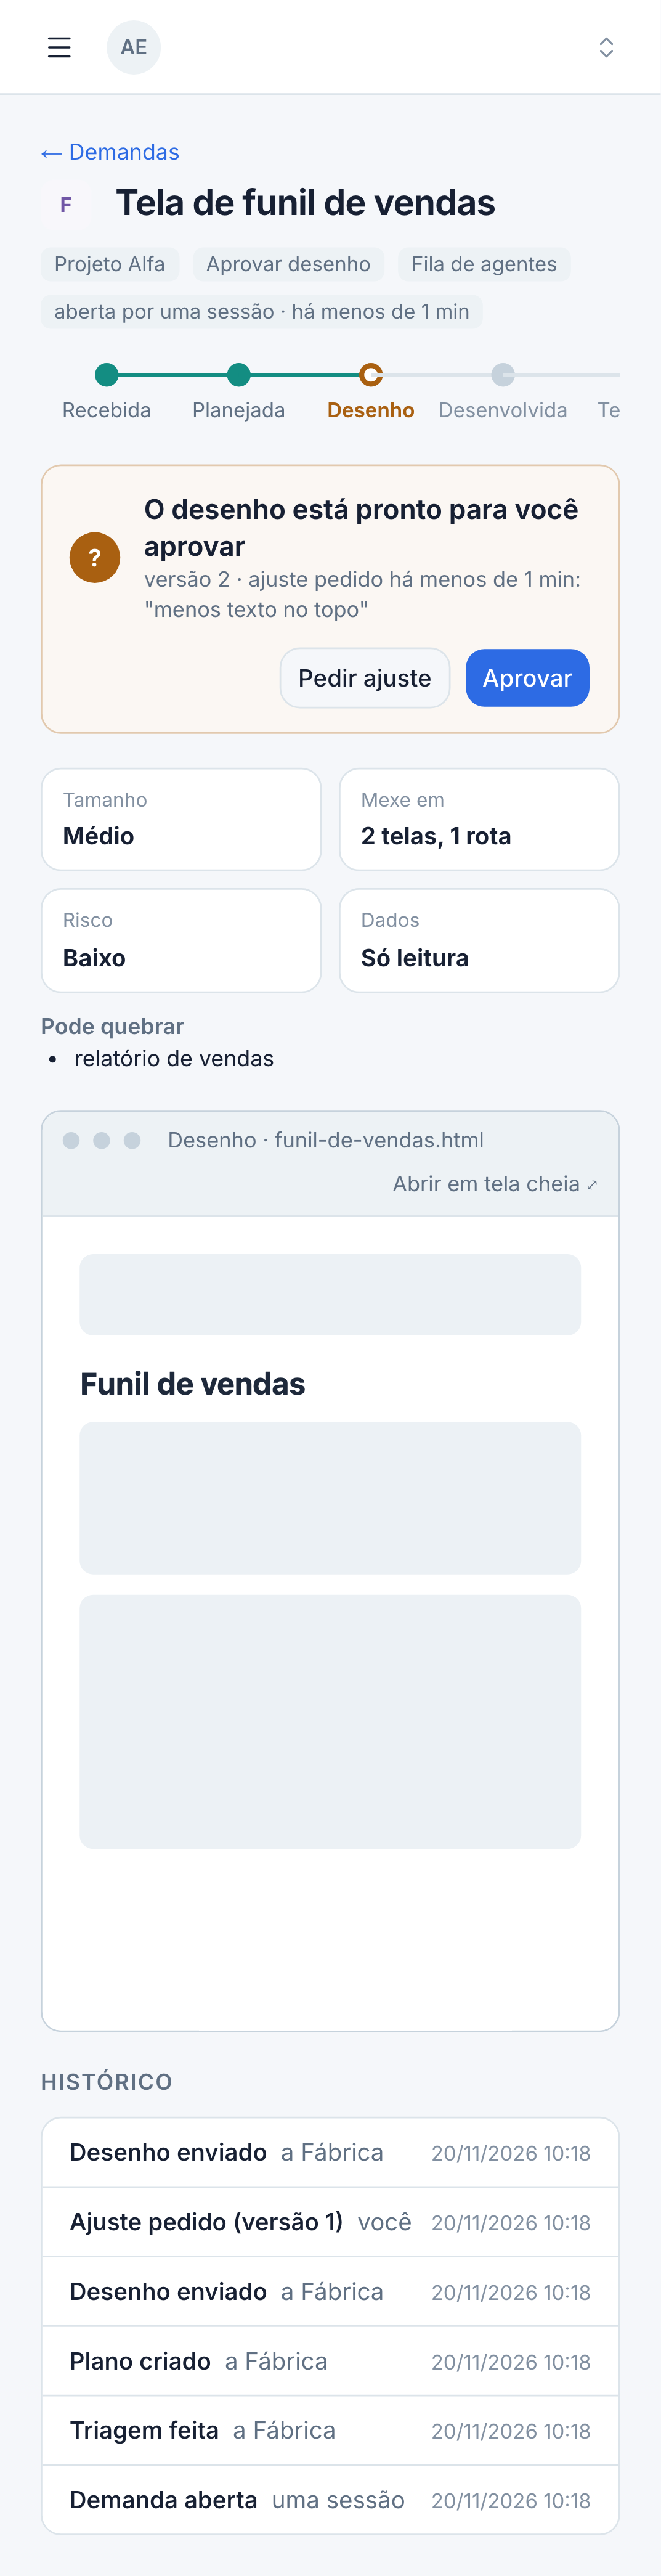 AE
← Demandas
F Tela de funil de vendas
Projeto Alfa Aprovar desenho Fila de agentes
aberta por uma sessão · há menos de 1 min
Recebida Planejada Desenho Desenvolvida Te
O desenho está pronto para você
aprovar
?
versão 2 · ajuste pedido há menos de 1 min:
"menos texto no topo"
Pedir ajuste Aprovar
Tamanho Mexe em
Médio 2 telas, 1 rota
Risco Dados
Baixo Só leitura
Pode quebrar
• relatório de vendas
Desenho · funil-de-vendas.html
Abrir em tela cheia ⤢
Funil de vendas
HISTÓRICO
Desenho enviado a Fábrica 20/11/2026 10:18
Ajuste pedido (versão 1) você 20/11/2026 10:18
Desenho enviado a Fábrica 20/11/2026 10:18
Plano criado a Fábrica 20/11/2026 10:18
Triagem feita a Fábrica 20/11/2026 10:18
Demanda aberta uma sessão 20/11/2026 10:18